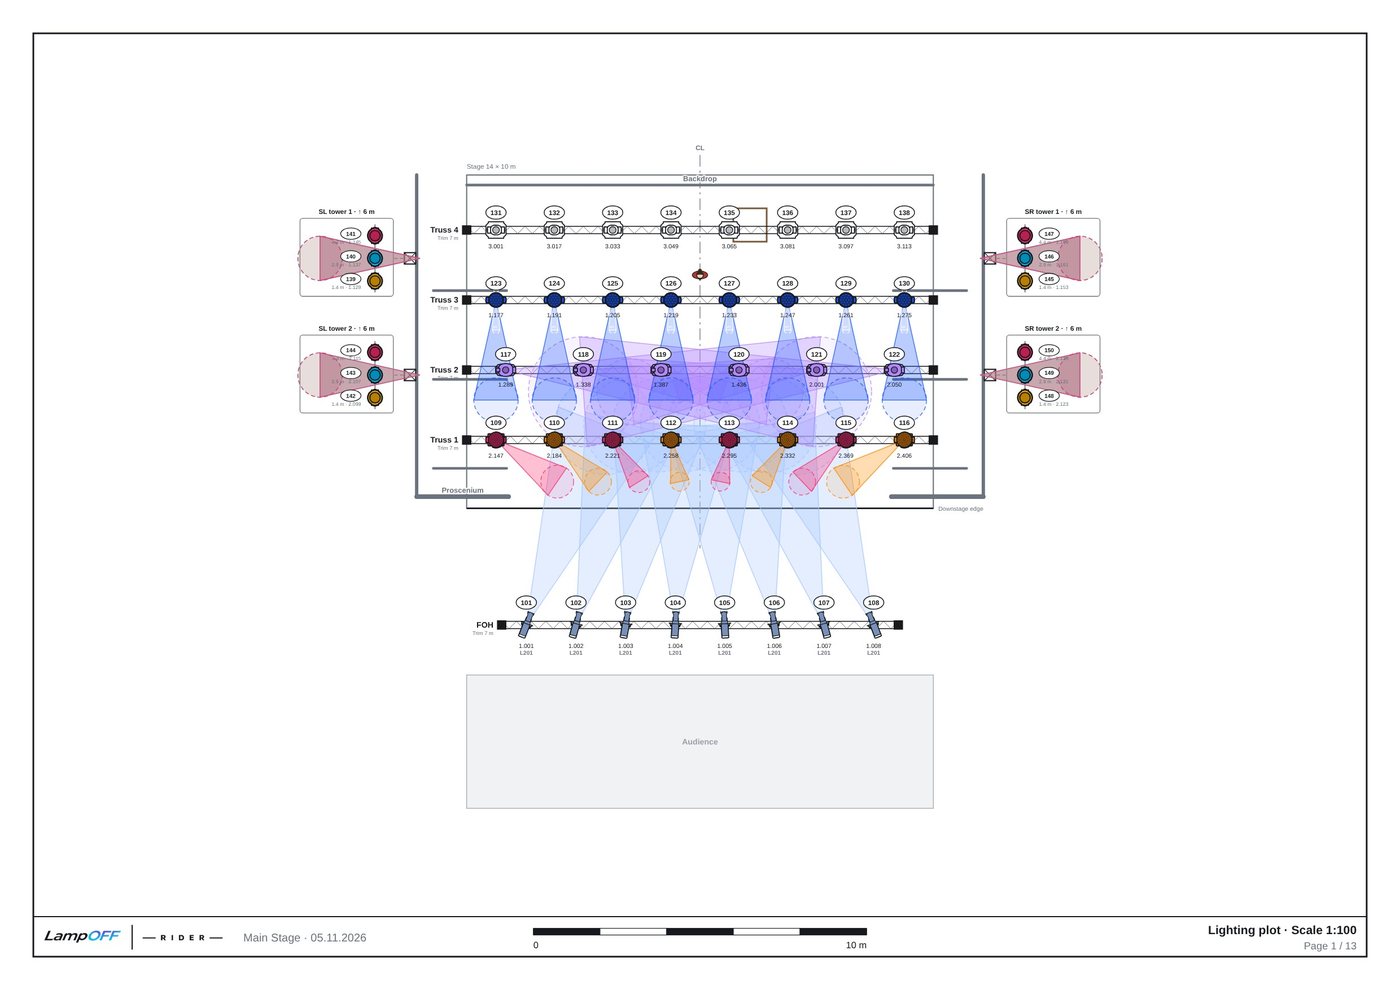 CL
Stage 14 × 10 m
Backdrop
131 132 133 134 135 136 137 138
Truss 4
Trim 7 m
3.001 3.017 3.033 3.049 3.065 3.081 3.097 3.113
SL tower 1 · ↑ 6 m
141
140
139
1.4 m · 1.129
SR tower 1 · ↑ 6 m
147
146
145
1.4 m · 1.153
123 124 125 126 127 128 129 130
Truss 3
Trim 7 m
1.177 1.191 1.205 1.219 1.233 1.247 1.261 1.275
SL tower 2 · ↑ 6 m
144
143
142
1.4 m · 2.099
SR tower 2 · ↑ 6 m
150
149
148
1.4 m · 2.123
117 118 119 120 121 122
Truss 2
1.289 1.338 1.387 1.436 2.001 2.050
109 110 111 112 113 114 115 116
Truss 1
Trim 7 m
2.147 2.184 2.221 2.258 2.295 2.332 2.369 2.406
Proscenium
Downstage edge
101 102 103 104 105 106 107 108
FOH
Trim 7 m
1.001 1.002 1.003 1.004 1.005 1.006 1.007 1.008
L201 L201 L201 L201 L201 L201 L201 L201
Audience
LampOFF
RIDER
Main Stage · 05.11.2026
0 10 m
Lighting plot · Scale 1:100
Page 1 / 13